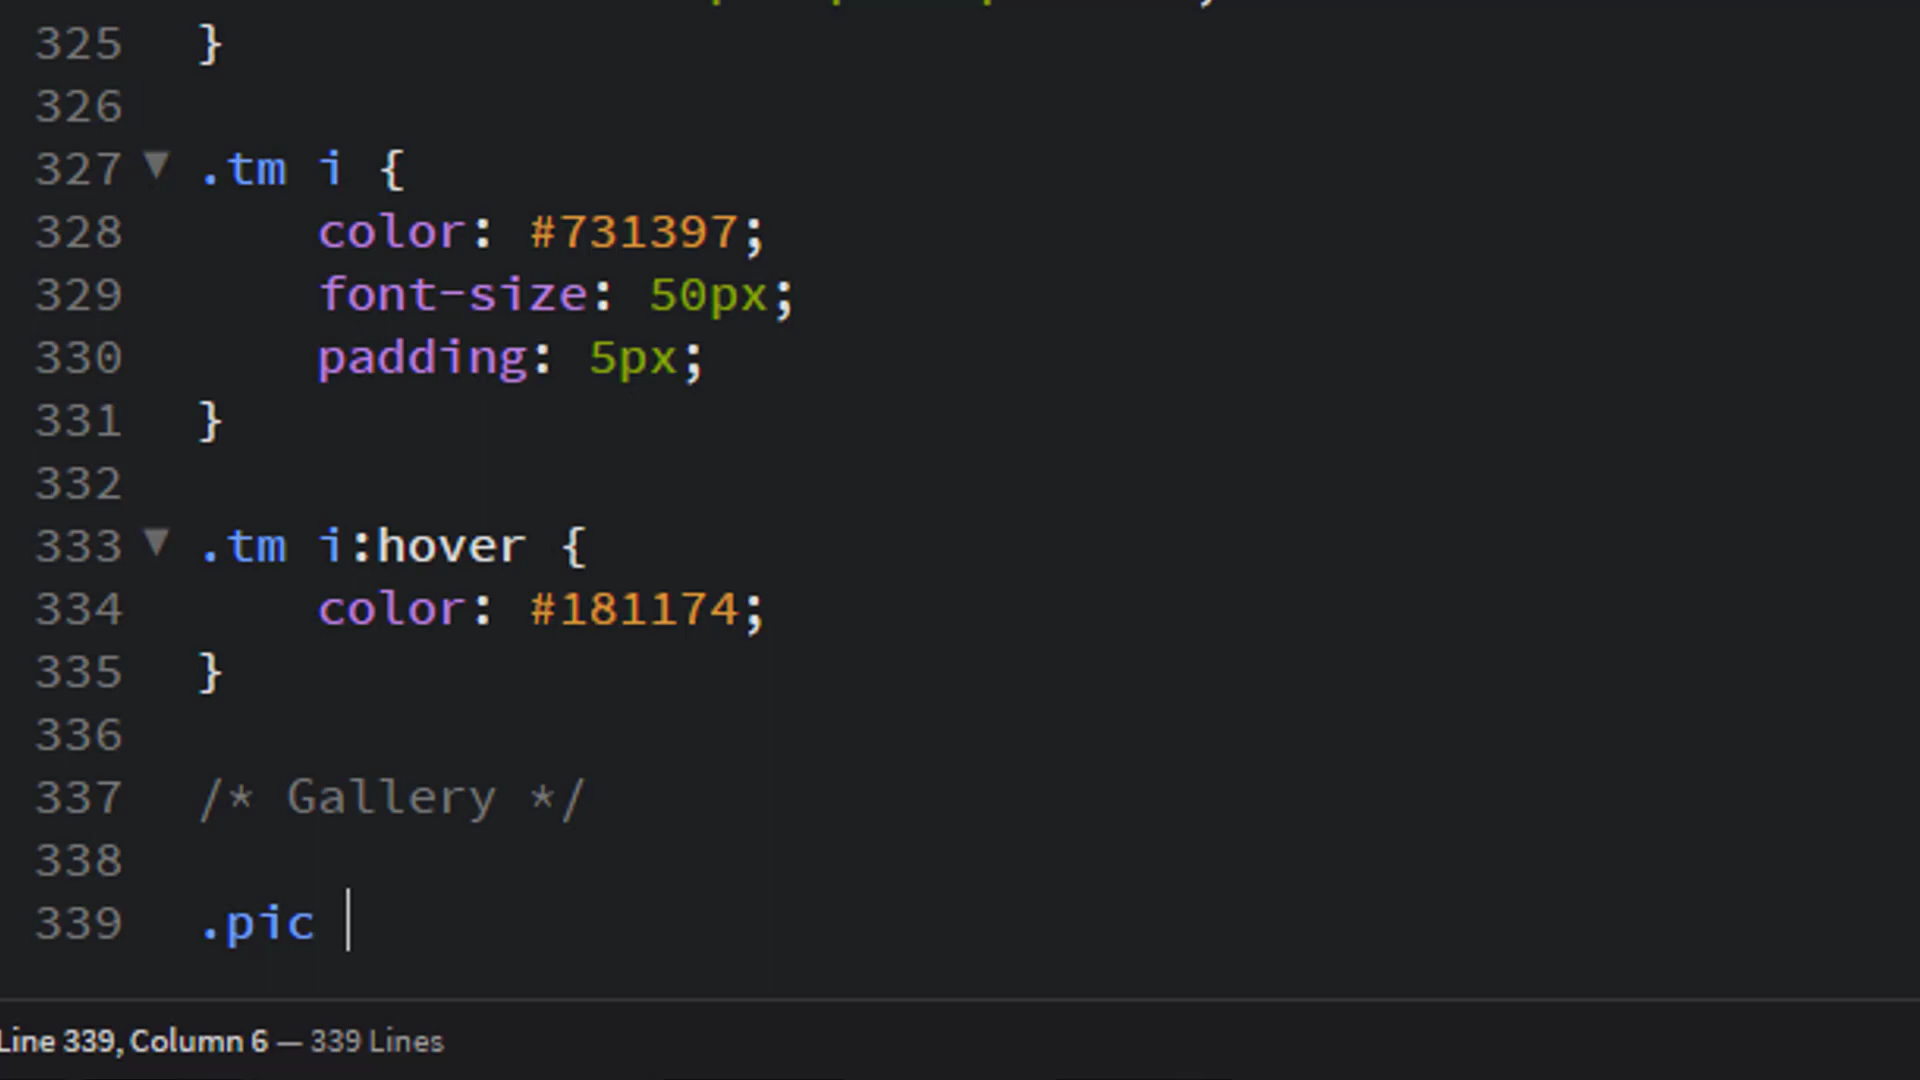 325 }
326
327 ▼ .tm i {
328 color: #731397;
329 font-size: 50px;
330 padding: 5px;
331 }
332
333 ▼ .tm i:hover {
334 color: #181174;
335 }
336
337 /* Gallery */
338
339 .pic
Line 339, Column 6 — 339 Lines